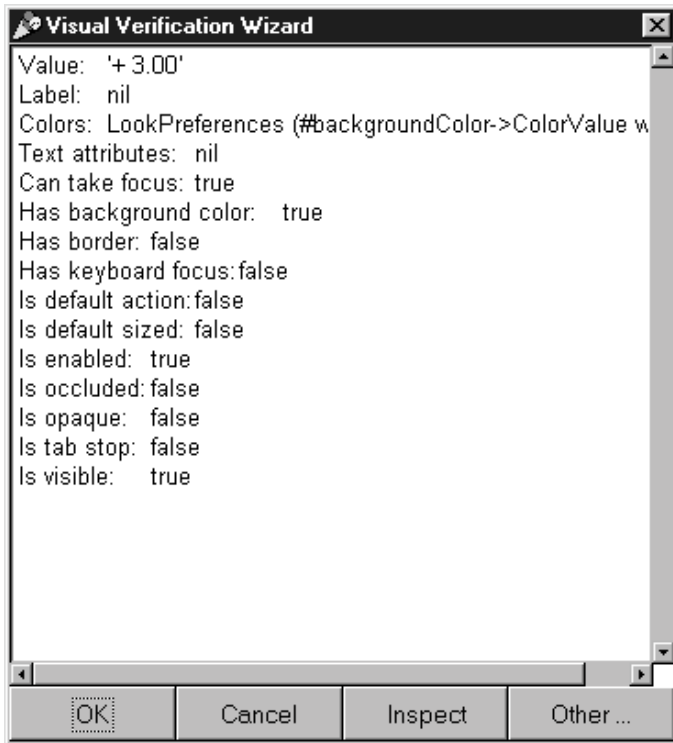 Visual Verification Wizard
Value: '+ 3.00'
Label: nil
Colors: LookPreferences (#backgroundColor->ColorValue w
Text attributes: nil
Can take focus: true
Has background color: true
Has border: false
Has keyboard focus: false
Is default action: false
Is default sized: false
Is enabled: true
Is occluded: false
Is opaque: false
Is tab stop: false
Is visible: true
OK Cancel Inspect Other ...